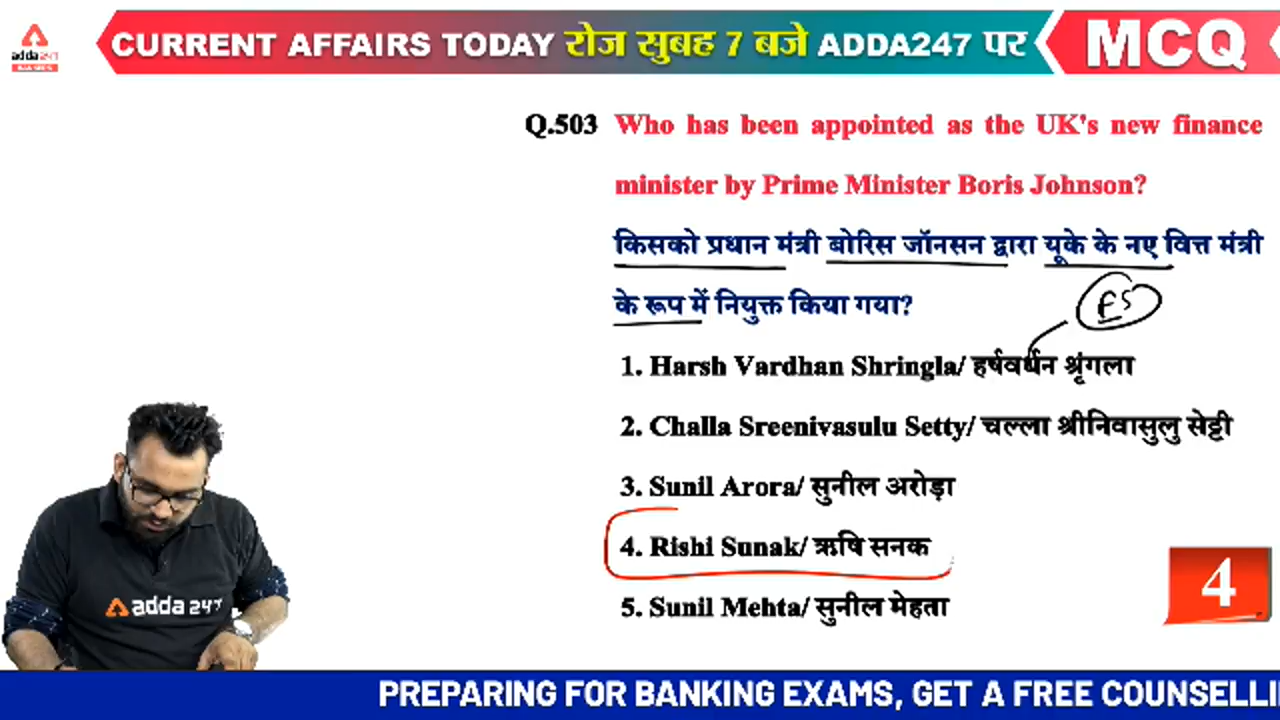 adda247
CURRENT AFFAIRS TODAY रोज सुबह 7 बजे ADDA247 पर
MCQ
Q.503 Who has been appointed as the UK's new finance
minister by Prime Minister Boris Johnson?
किसको प्रधान मंत्री बोरिस जॉनसन द्वारा यूके के नए वित्त मंत्री
के रूप में नियुक्त किया गया?
FS
1. Harsh Vardhan Shringla/ हर्षवर्धन श्रृंगला
2. Challa Sreenivasulu Setty/ चल्ला श्रीनिवासुलु सेट्टी
3. Sunil Arora/ सुनील अरोड़ा
4. Rishi Sunak/ ऋषि सनक
5. Sunil Mehta/ सुनील मेहता
4
adda247
PREPARING FOR BANKING EXAMS, GET A FREE COUNSELLI